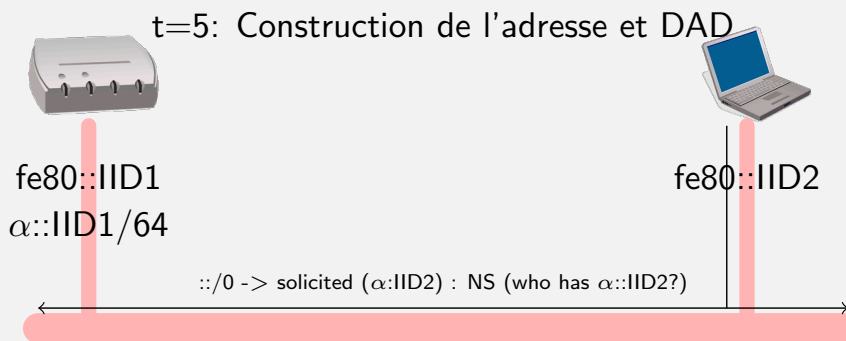 t=5: Construction de l'adresse et DAD
fe80::IID1
α::IID1/64
fe80::IID2
::/0 -> solicited (α:IID2) : NS (who has α::IID2?)